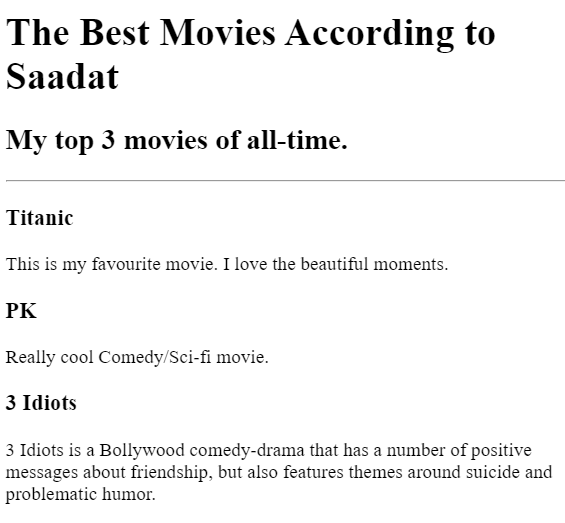 The Best Movies According to
Saadat
My top 3 movies of all-time.
Titanic
This is my favourite movie. I love the beautiful moments.
PK
Really cool Comedy/Sci-fi movie.
3 Idiots
3 Idiots is a Bollywood comedy-drama that has a number of positive
messages about friendship, but also features themes around suicide and
problematic humor.